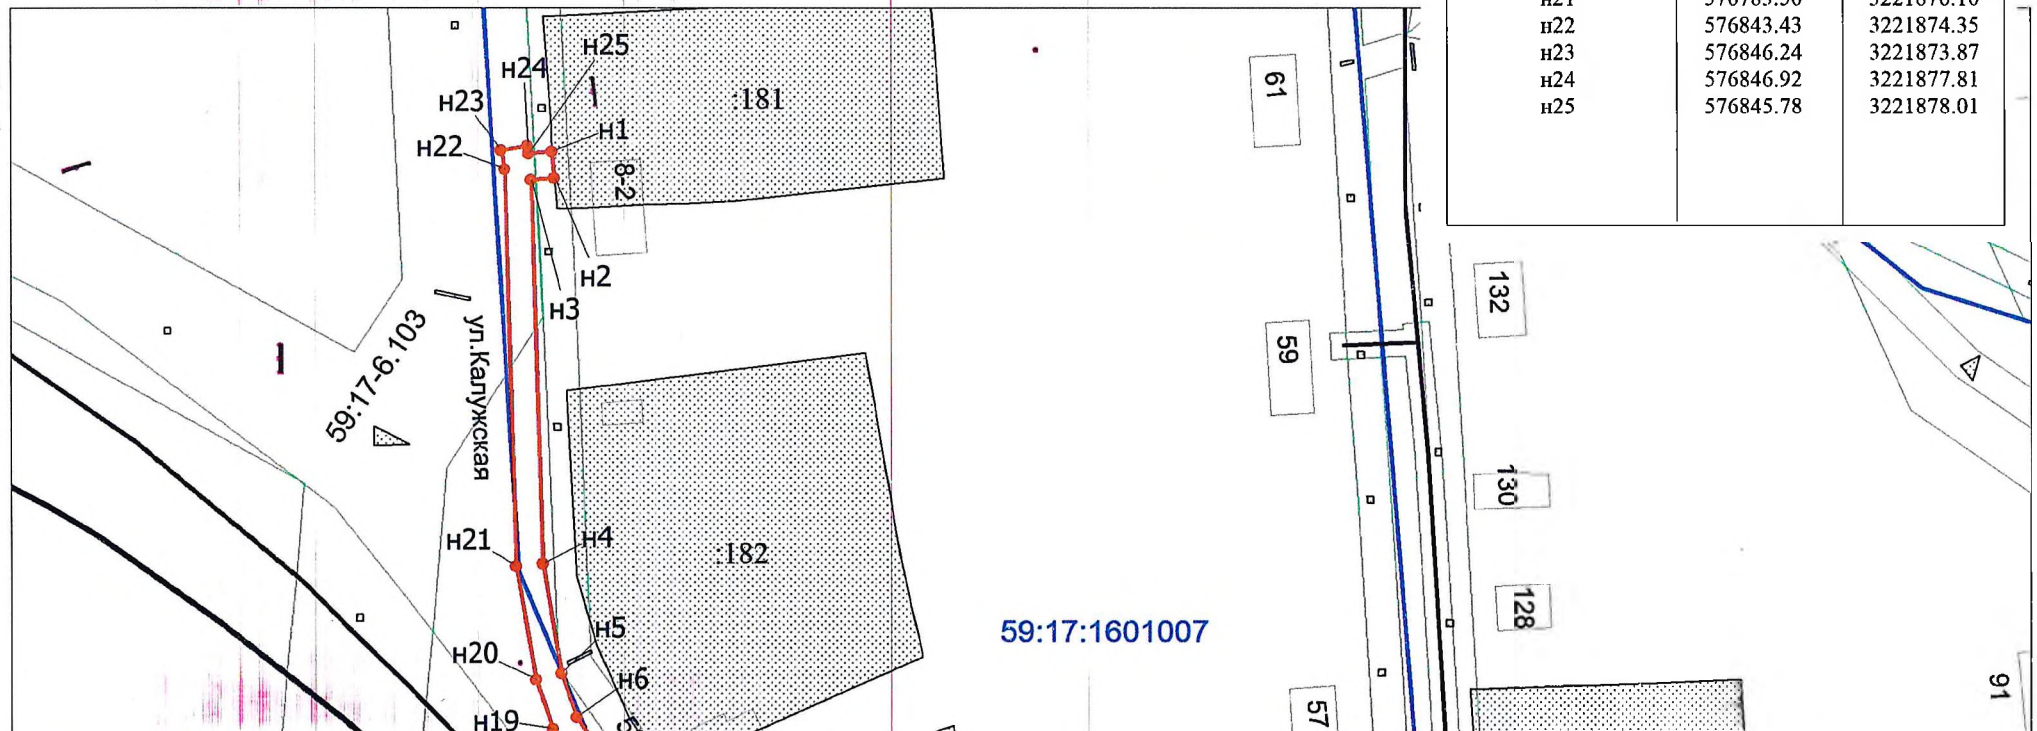 н22 576843.43 3221874.35
н23 576846.24 3221873.87
н24 576846.92 3221877.81
н25 576845.78 3221878.01
н25
н24
н23
н1
н22
:181
8-2
61
н2
н3
132
59
59:17-6.103
ул.Калужская
130
н21
н4
:182
128
н5
59:17:1601007
н20
н6
91
н19
57